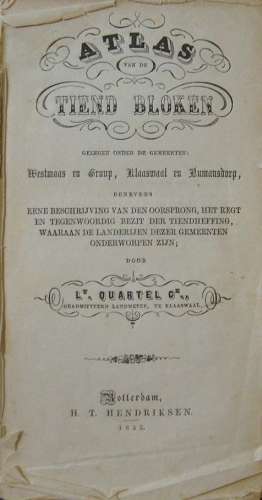 ATLAS
VAN DE
TIEND BLOKEN
GELEGEN ONDER DE GEMEENTEN:
Westmaas en Group, Klaaswaal en Numansdorp,
BENEVENS
EENE BESCHRIJVING VAN DEN OORSPRONG, HET REGT
EN TEGENWOORDIG BEZIT DER TIENDHEFFING,
WAARAAN DE LANDERIJEN DEZER GEMEENTEN
ONDERWORPEN ZIJN;
DOOR
QUARTEL
GEADMITTEERD LANDMETER, TE KLAASWAAL.
Rotterdam,
H. T. HENDRIKSEN.